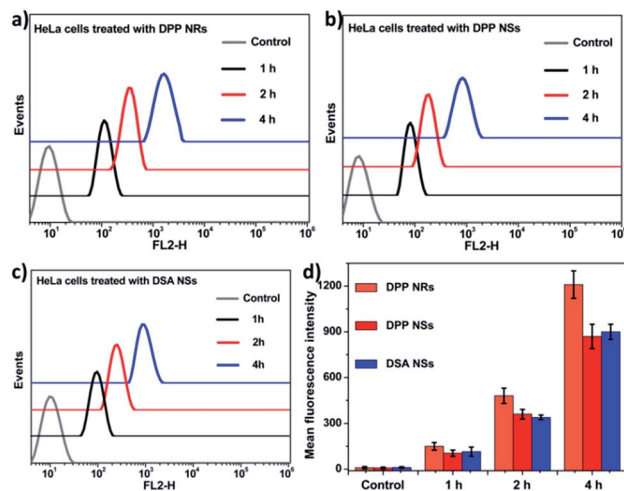 a)
HeLa cells treated with DPP NRs
Control
1 h
2 h
4 h
Events
10¹ 10² 10³ 10⁴ 10⁵ 10⁶
FL2-H
b)
HeLa cells treated with DPP NSs
Control
1 h
2 h
4 h
Events
10¹ 10² 10³ 10⁴ 10⁵ 10⁶
FL2-H
c)
HeLa cells treated with DSA NSs
Control
1h
2h
4h
Events
10¹ 10² 10³ 10⁴ 10⁵ 10⁶
FL2-H
d)
Mean fluorescence intensity
1200
900
600
300
0
DPP NRs
DPP NSs
DSA NSs
Control 1 h 2 h 4 h